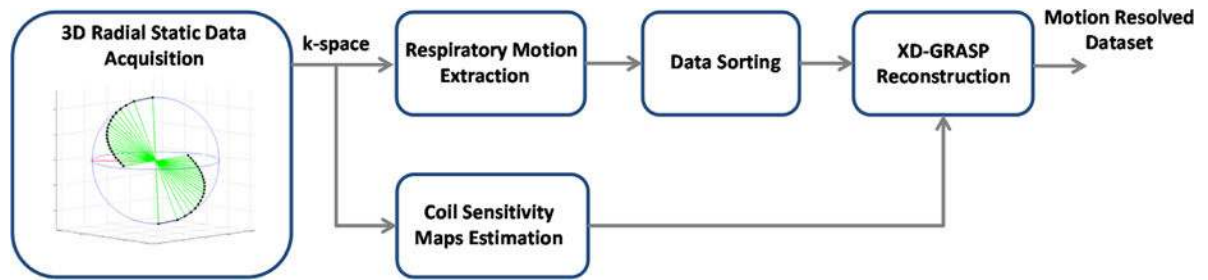 3D Radial Static Data
Acquisition
k-space
Respiratory Motion
Extraction
Data Sorting
XD-GRASP
Reconstruction
Motion Resolved
Dataset
Coil Sensitivity
Maps Estimation